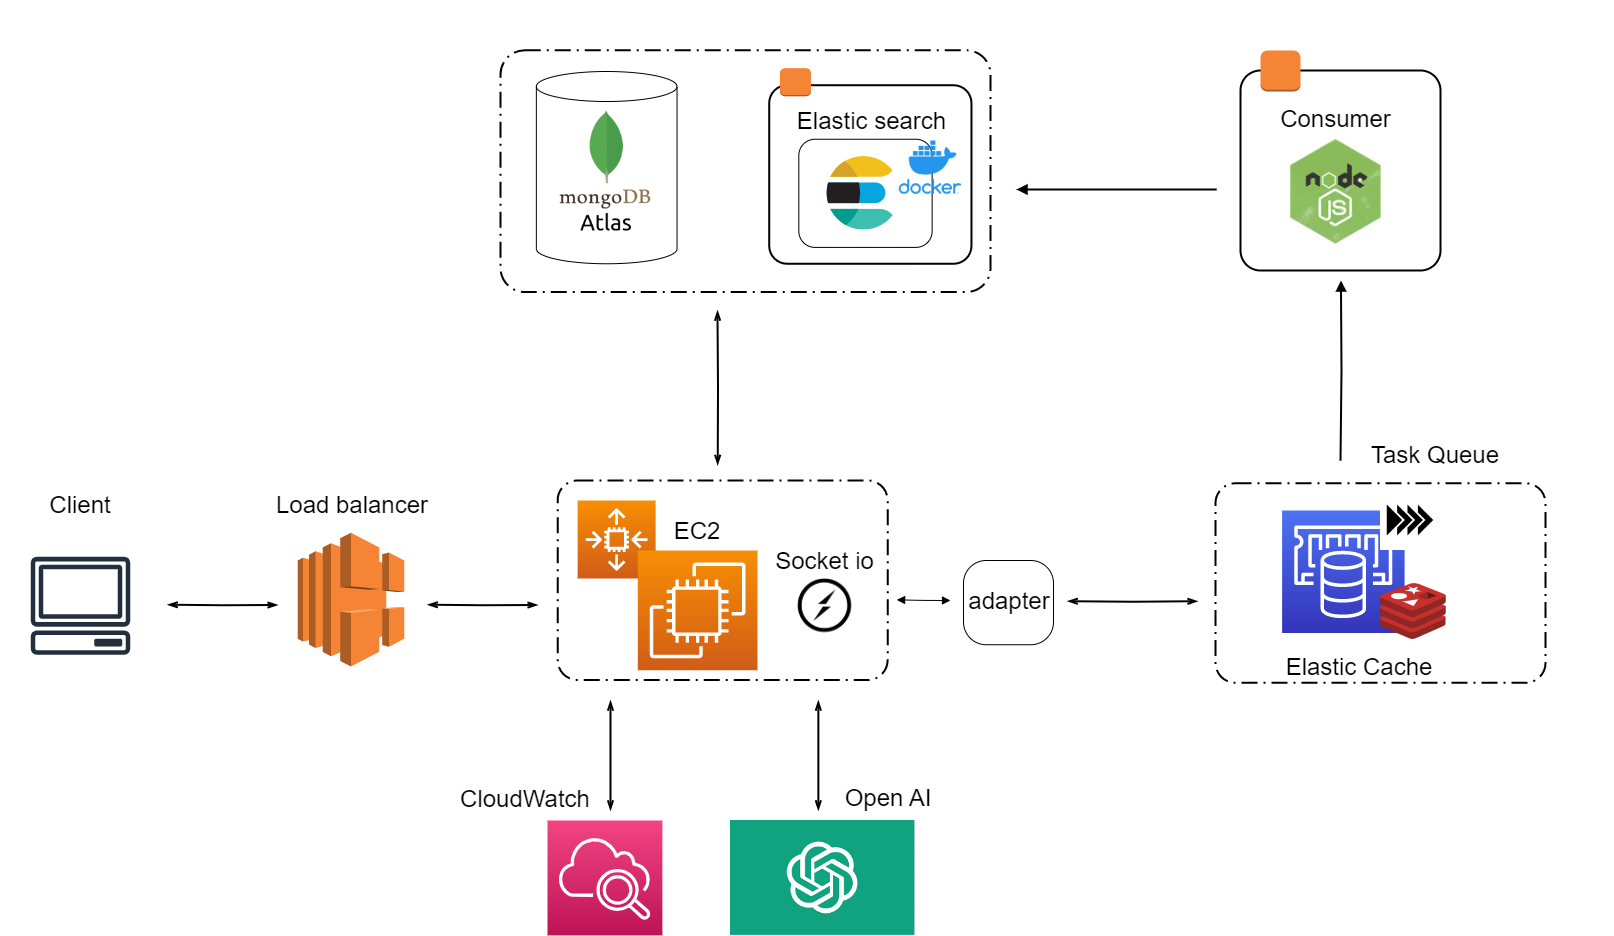 mongoDB
Atlas
Elastic search
docker
Consumer
node
JS
Task Queue
Client
Load balancer
EC2
Socket io
adapter
Elastic Cache
CloudWatch
Open AI